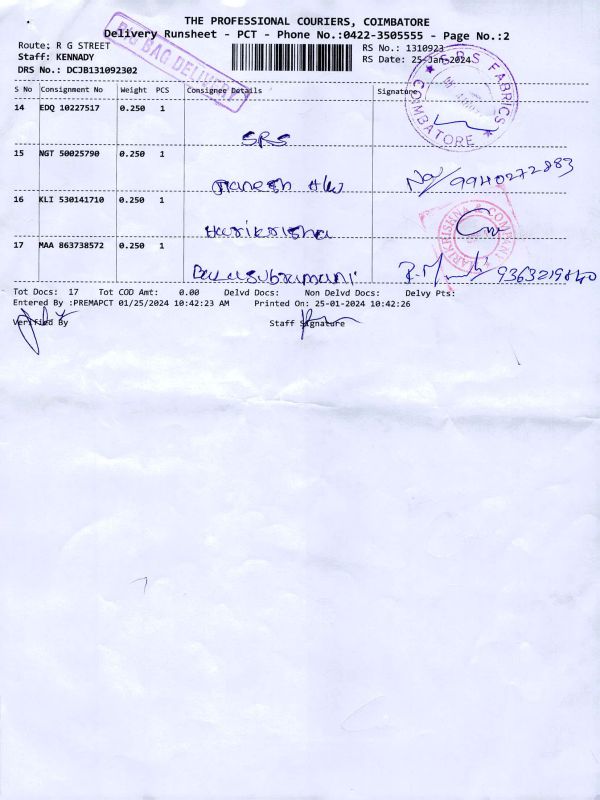 THE PROFESSIONAL COURIERS, COIMBATORE
Delivery Runsheet - PCT - Phone No.:0422-3505555 - Page No.:2
Route: R G STREET
RS No.: 1310923
Staff: KENNADY
RS Date: 25-Jan-2024
DRS No.: DCJB131092302
BAG DELIVERY
S No Consignment No Weight PCS Consignee Details Signature
14 EDQ 10227517 0.250 1
SRS
S FABRICS
COIMBATORE
15 NGT 50025790 0.250 1
9940272883
16 KLI 530141710 0.250 1
Harikrisha
HARIKRISHNA & COMPANY
17 MAA 863738572 0.250 1
Balasubramani
9363219840
Tot Docs: 17 Tot COD Amt: 0.00 Delvd Docs: Non Delvd Docs: Delvy Pts:
Entered By :PREMAPCT 01/25/2024 10:42:23 AM Printed On: 25-01-2024 10:42:26
Verified By Staff Signature